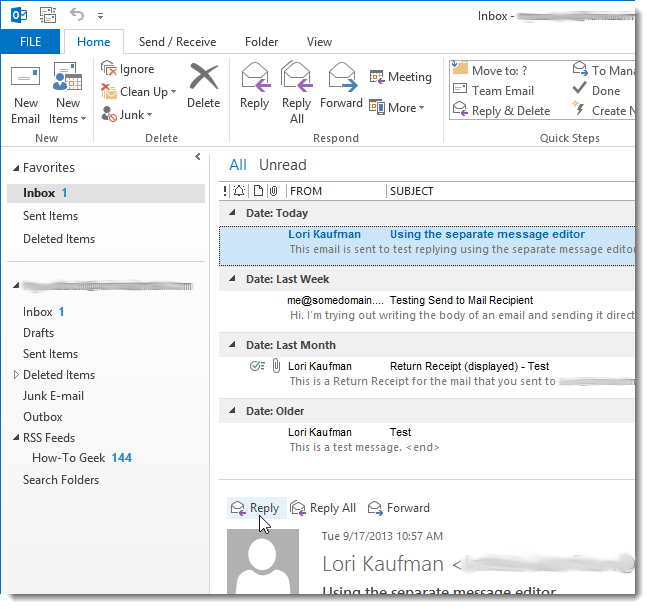 Inbox -
FILE Home Send / Receive Folder View
New Email
New Items
Ignore
Clean Up
Junk
Delete
Reply
Reply All
Forward
Meeting
More
Move to: ?
Team Email
Reply & Delete
To Mana
Done
Create N
New Delete Respond Quick Steps
Favorites
Inbox 1
Sent Items
Deleted Items
Inbox 1
Drafts
Sent Items
Deleted Items
Junk E-mail
Outbox
RSS Feeds
How-To Geek 144
Search Folders
All Unread
! FROM SUBJECT
Date: Today
Lori Kaufman Using the separate message editor
This email is sent to test replying using the separate message editor
Date: Last Week
me@somedomain.... Testing Send to Mail Recipient
Hi. I'm trying out writing the body of an email and sending it direct
Date: Last Month
Lori Kaufman Return Receipt (displayed) - Test
This is a Return Receipt for the mail that you sent to
Date: Older
Lori Kaufman Test
This is a test message. <end>
Reply Reply All Forward
Tue 9/17/2013 10:57 AM
Lori Kaufman <
Using the separate message editor